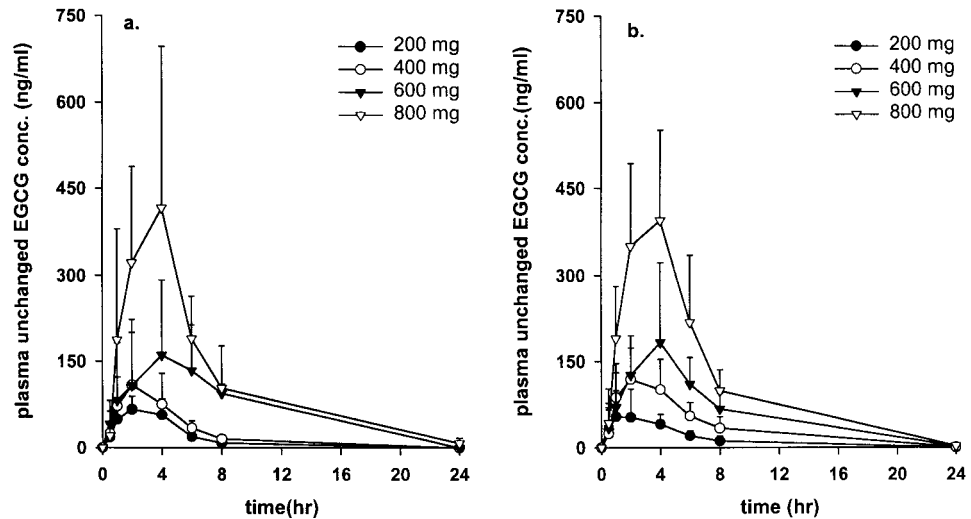 a.
200 mg
400 mg
600 mg
800 mg
plasma unchanged EGCG conc. (ng/ml)
750
600
450
300
150
0
0 4 8 12 16 20 24
time(hr)
b.
200 mg
400 mg
600 mg
800 mg
plasma unchanged EGCG conc.(ng/ml)
750
600
450
300
150
0
0 4 8 12 16 20 24
time (hr)